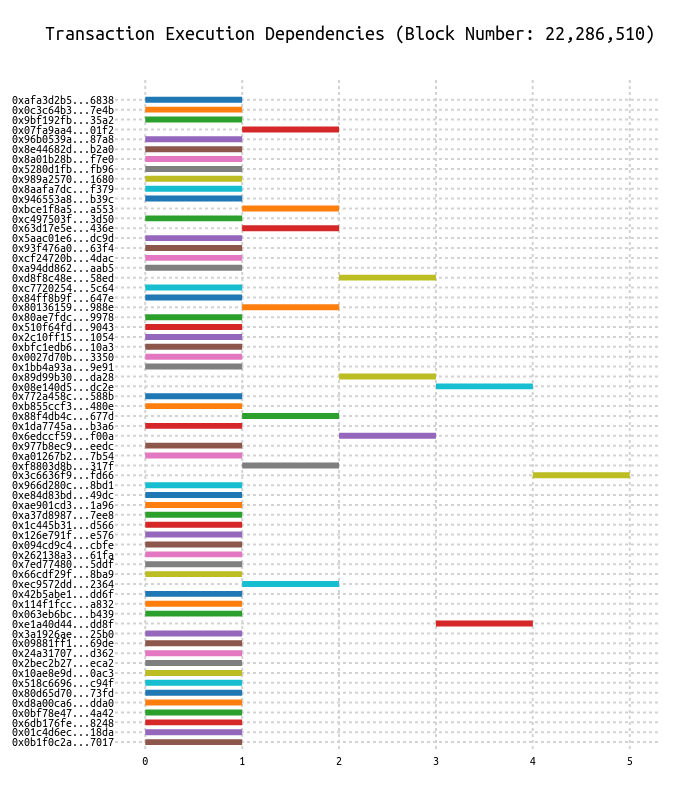 Transaction Execution Dependencies (Block Number: 22,286,510)
0xafa3d2b5...6838
0x0c3c64b3...7e4b
0x9bf192fb...35a2
0x07fa9aa4...01f2
0x96b0539a...87a8
0x8e44682d...b2a0
0x8a01b28b...f7e0
0x5280d1fb...fb96
0x989a2570...1680
0x8aafa7dc...f379
0x946553a8...b39c
0xbce1f8a5...a553
0xc497503f...3d50
0x63d17e5e...436e
0x5aac01e6...dc9d
0x93f476a0...63f4
0xcf24720b...4dac
0xa94dd862...aab5
0xd8f8c48e...58ed
0xc7720254...5c64
0x84ff8b9f...647e
0x80136159...988e
0x80ae7fdc...9978
0x510f64fd...9043
0x2c10ff15...1054
0xbfc1edb6...10a3
0x0027d70b...3350
0x1bb4a93a...9e91
0x89d99b30...da28
0x08e140d5...dc2e
0x772a458c...588b
0xb855ccf3...480e
0x88f4db4c...677d
0x1da7745a...b3a6
0x6edccf59...f00a
0x977b8ec9...eedc
0xa01267b2...7b54
0xf8803d8b...317f
0x3c6636f9...fd66
0x966d280c...8bd1
0xe84d83bd...49dc
0xae901cd3...1a96
0xa37d8987...7ee8
0x1c445b31...d566
0x126e791f...e576
0x094cd9c4...cbfe
0x262138a3...61fa
0x7ed77480...5ddf
0x66cdf29f...8ba9
0xec9572dd...2364
0x42b5abe1...dd6f
0x114f1fcc...a832
0x063eb6bc...b439
0xe1a40d44...dd8f
0x3a1926ae...25b0
0x09881ff1...69de
0x24a31707...d362
0x2bec2b27...eca2
0x10ae8e9d...0ac3
0x518c6696...c94f
0x80d65d70...73fd
0xd8a00ca6...dda0
0x0bf78e47...4a42
0x6db176fe...8248
0x01c4d6ec...18da
0x0b1f0c2a...7017
0 1 2 3 4 5